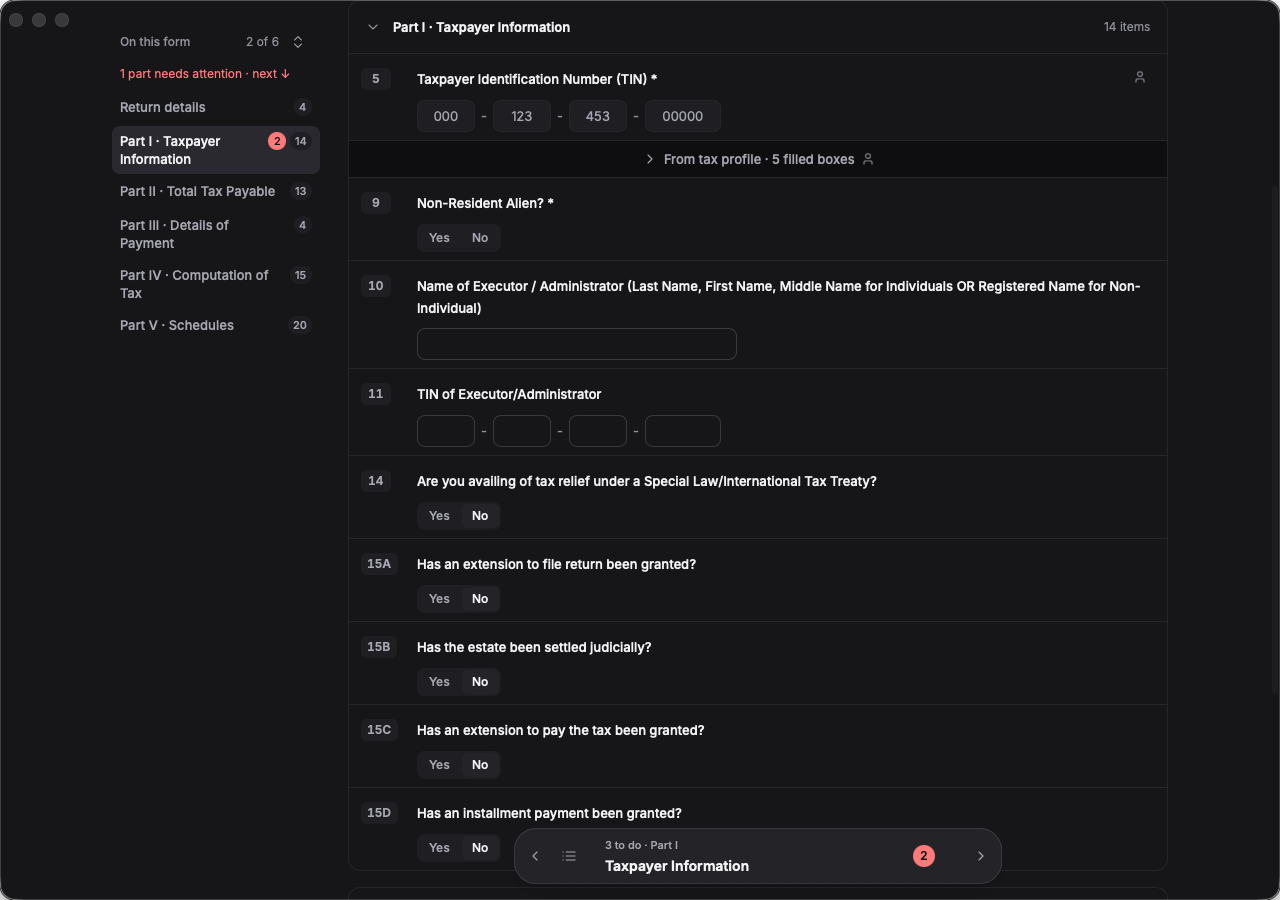 On this form 2 of 6
1 part needs attention · next ↓
Return details 4
Part I · Taxpayer Information 2 14
Part II · Total Tax Payable 13
Part III · Details of Payment 4
Part IV · Computation of Tax 15
Part V · Schedules 20
Part I · Taxpayer Information 14 items
5 Taxpayer Identification Number (TIN) *
000 - 123 - 453 - 00000
From tax profile · 5 filled boxes
9 Non-Resident Alien? *
Yes No
10 Name of Executor / Administrator (Last Name, First Name, Middle Name for Individuals OR Registered Name for Non-
Individual)
11 TIN of Executor/Administrator
- - -
14 Are you availing of tax relief under a Special Law/International Tax Treaty?
Yes No
15A Has an extension to file return been granted?
Yes No
15B Has the estate been settled judicially?
Yes No
15C Has an extension to pay the tax been granted?
Yes No
15D Has an installment payment been granted?
Yes No
3 to do · Part I
Taxpayer Information 2